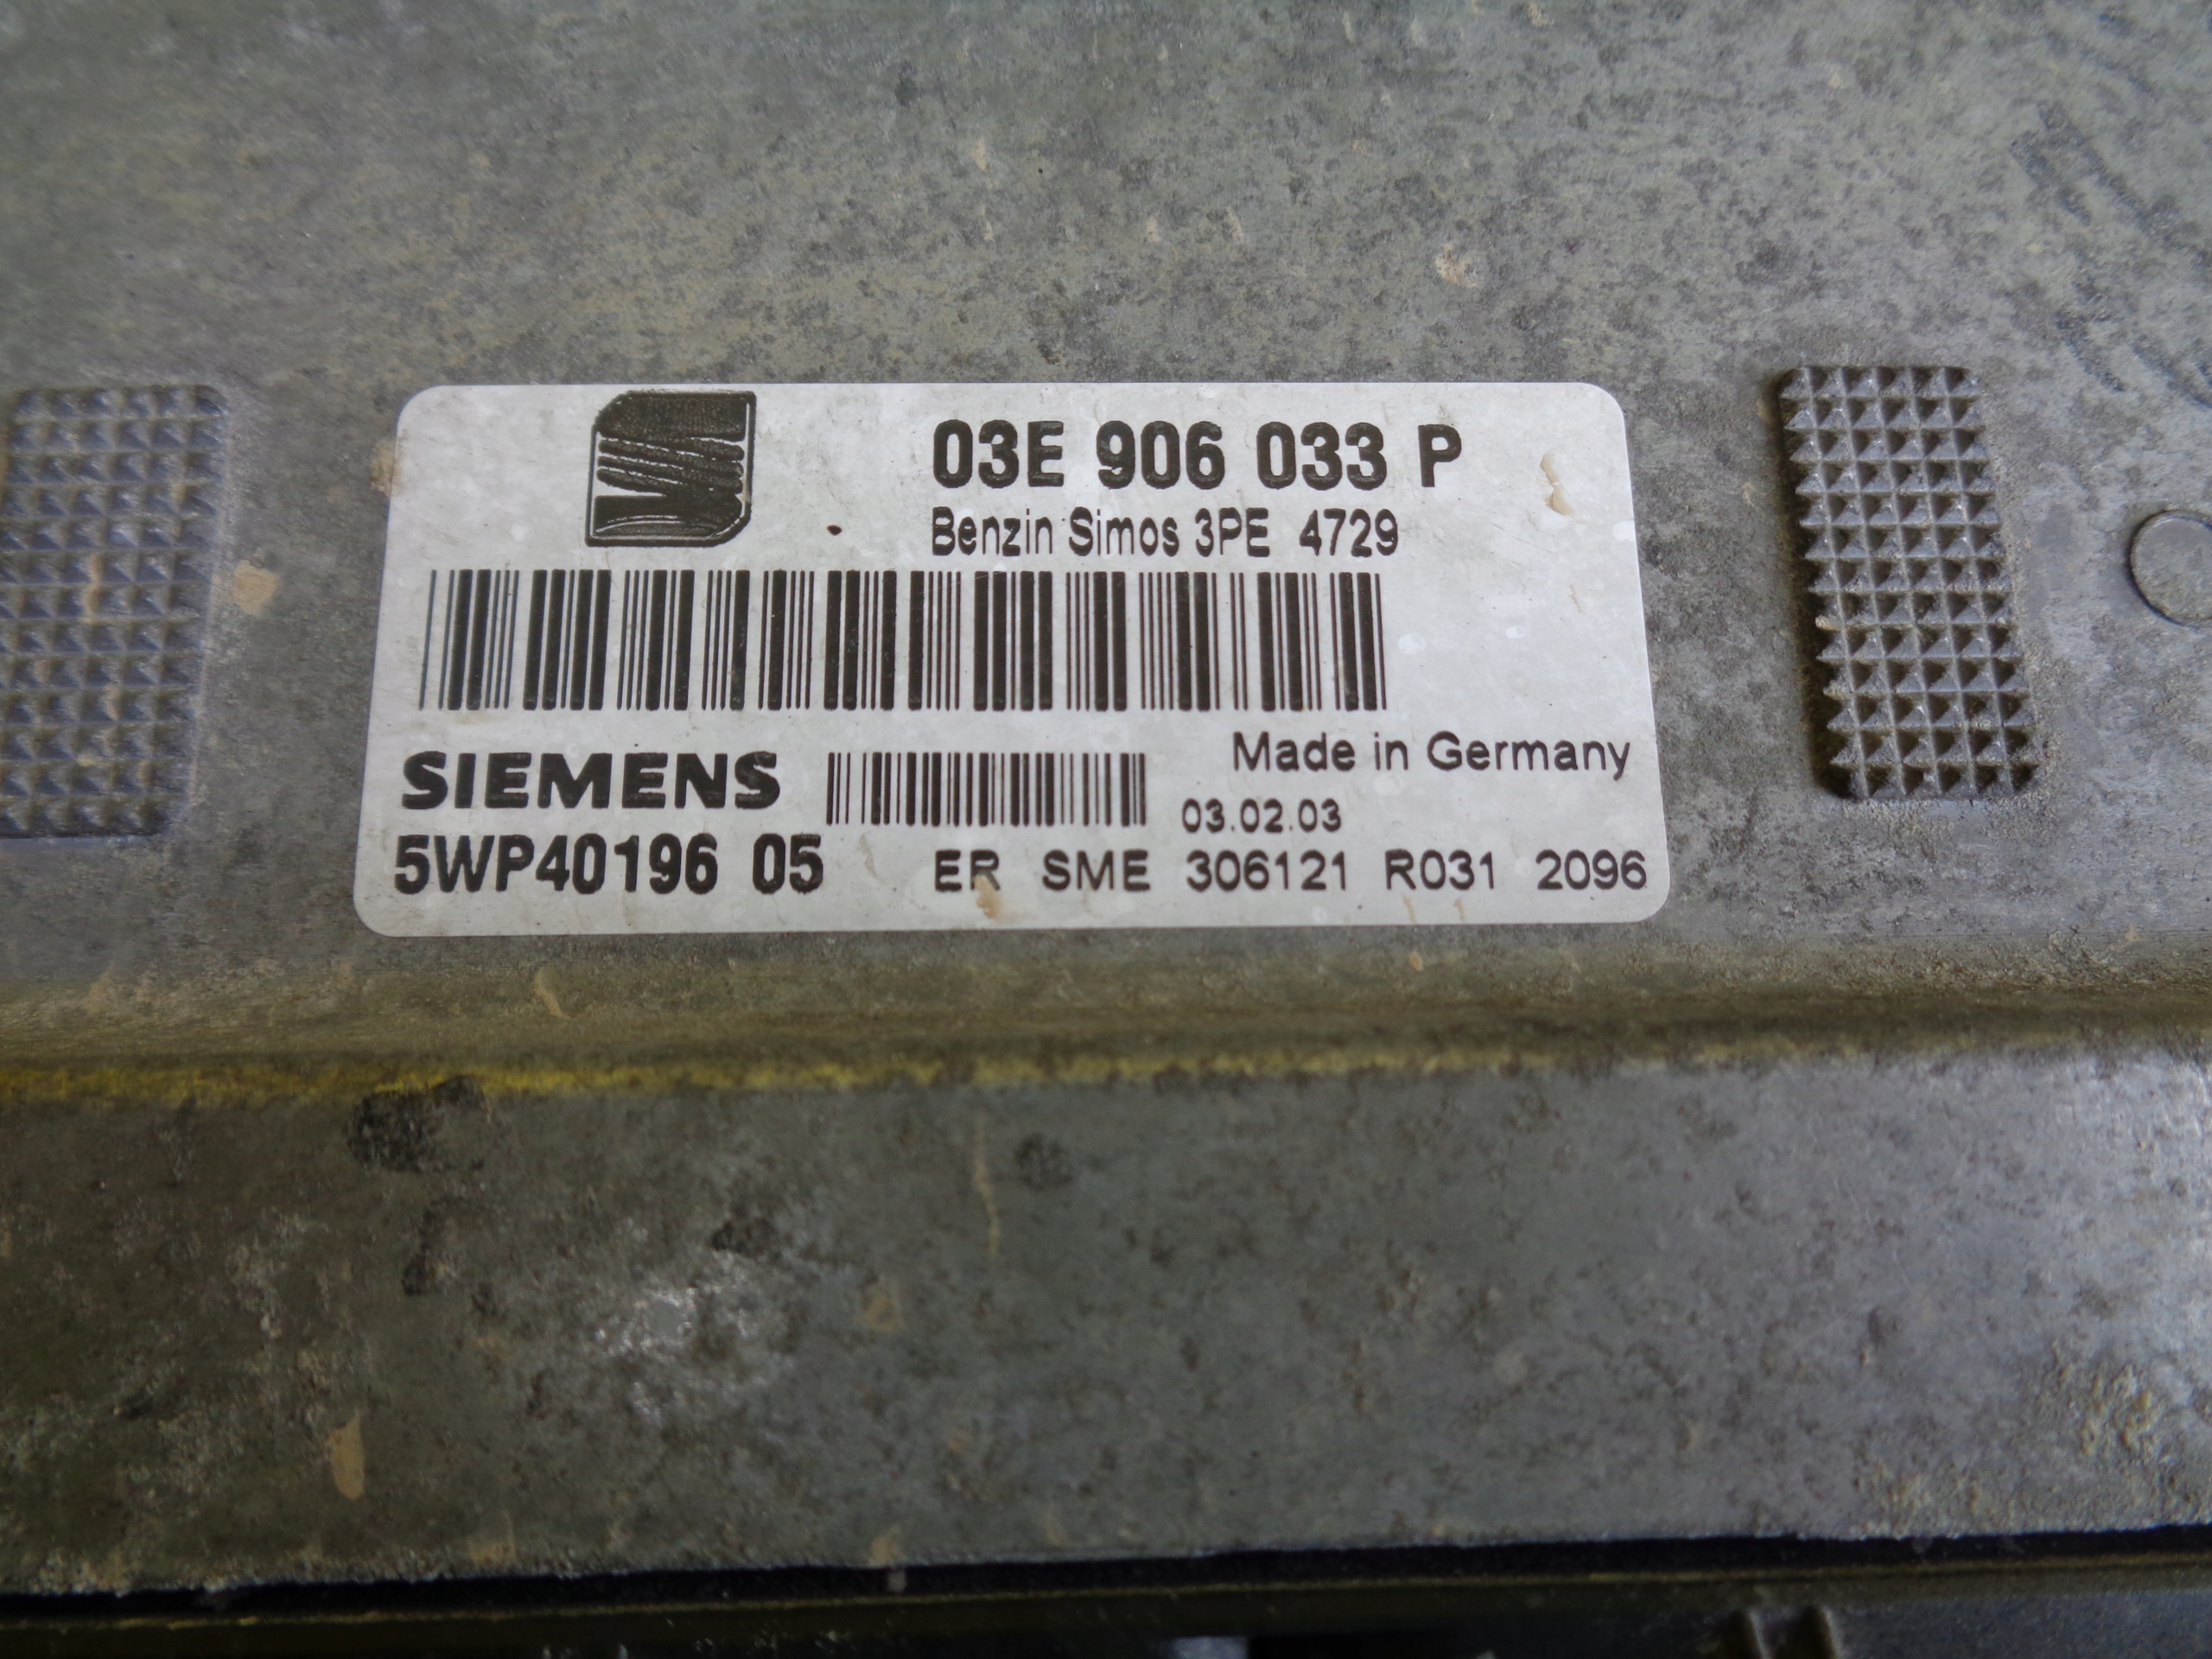 03E 906 033 P
Benzin Simos 3PE 4729
Made in Germany
SIEMENS
03.02.03
5WP40196 05 ER SME 306121 R031 2096